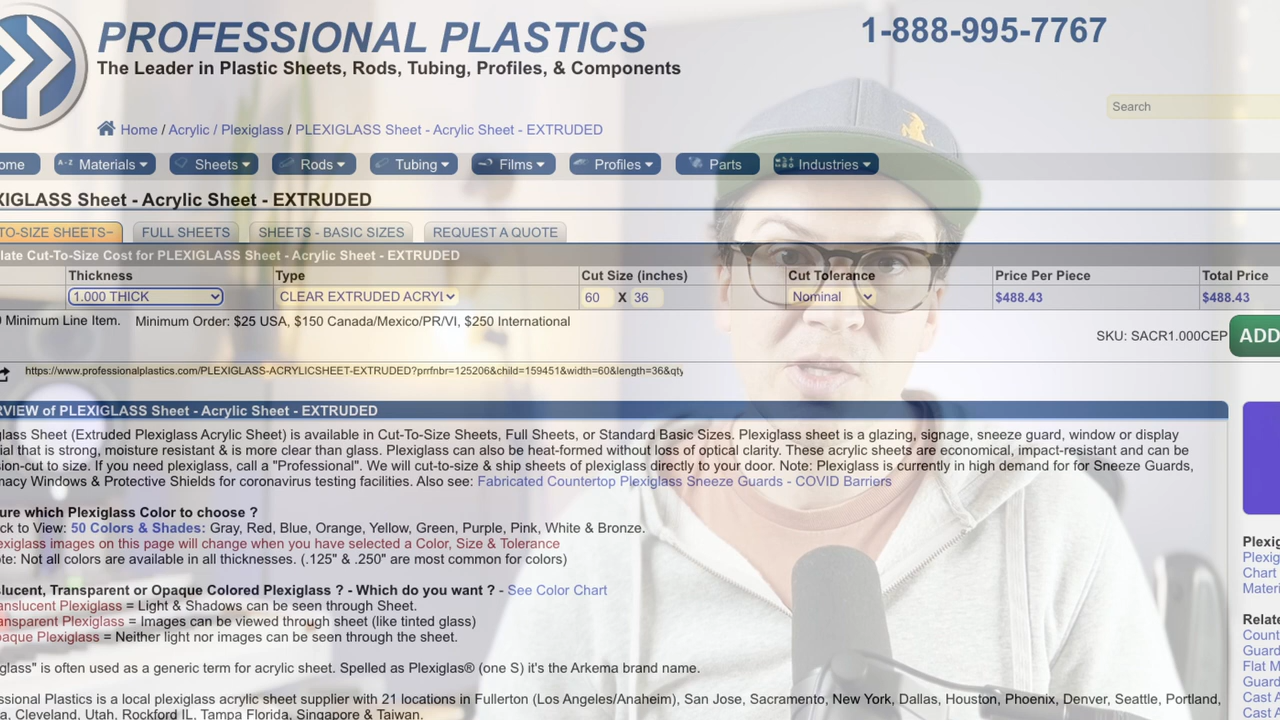 PROFESSIONAL PLASTICS
1-888-995-7767
The Leader in Plastic Sheets, Rods, Tubing, Profiles, & Components
Search
Home / Acrylic / Plexiglass / PLEXIGLASS Sheet - Acrylic Sheet - EXTRUDED
ome A-Z Materials Sheets Rods Tubing Films Profiles Parts Industries
XIGLASS Sheet - Acrylic Sheet - EXTRUDED
TO-SIZE SHEETS~ FULL SHEETS SHEETS - BASIC SIZES REQUEST A QUOTE
late Cut-To-Size Cost for PLEXIGLASS Sheet - Acrylic Sheet - EXTRUDED
Thickness Type Cut Size (inches) Cut Tolerance Price Per Piece Total Price
1.000 THICK CLEAR EXTRUDED ACRYL 60 X 36 Nominal $488.43 $488.43
0 Minimum Line Item. Minimum Order: $25 USA, $150 Canada/Mexico/PR/VI, $250 International
SKU: SACR1.000CEP ADD
https://www.professionalplastics.com/PLEXIGLASS-ACRYLICSHEET-EXTRUDED?prrfnbr=125206&child=159451&width=60&length=36&qty
RVIEW of PLEXIGLASS Sheet - Acrylic Sheet - EXTRUDED
lass Sheet (Extruded Plexiglass Acrylic Sheet) is available in Cut-To-Size Sheets, Full Sheets, or Standard Basic Sizes. Plexiglass sheet is a glazing, signage, sneeze guard, window or display
ial that is strong, moisture resistant & is more clear than glass. Plexiglass can also be heat-formed without loss of optical clarity. These acrylic sheets are economical, impact-resistant and can be
sion-cut to size. If you need plexiglass, call a "Professional". We will cut-to-size & ship sheets of plexiglass directly to your door. Note: Plexiglass is currently in high demand for for Sneeze Guards,
macy Windows & Protective Shields for coronavirus testing facilities. Also see: Fabricated Countertop Plexiglass Sneeze Guards - COVID Barriers
ure which Plexiglass Color to choose ?
ck to View: 50 Colors & Shades: Gray, Red, Blue, Orange, Yellow, Green, Purple, Pink, White & Bronze.
exiglass images on this page will change when you have selected a Color, Size & Tolerance
ote: Not all colors are available in all thicknesses. (.125" & .250" are most common for colors)
slucent, Transparent or Opaque Colored Plexiglass ? - Which do you want ? - See Color Chart
anslucent Plexiglass = Light & Shadows can be seen through Sheet.
ansparent Plexiglass = Images can be viewed through sheet (like tinted glass)
paque Plexiglass = Neither light nor images can be seen through the sheet.
glass" is often used as a generic term for acrylic sheet. Spelled as Plexiglas® (one S) it's the Arkema brand name.
ssional Plastics is a local plexiglass acrylic sheet supplier with 21 locations in Fullerton (Los Angeles/Anaheim), San Jose, Sacramento, New York, Dallas, Houston, Phoenix, Denver, Seattle, Portland,
a, Cleveland, Utah, Rockford IL, Tampa Florida, Singapore & Taiwan.
Plexig
Plexig
Chart
Materi
Relate
Count
Guard
Flat M
Guard
Cast A
Cast A